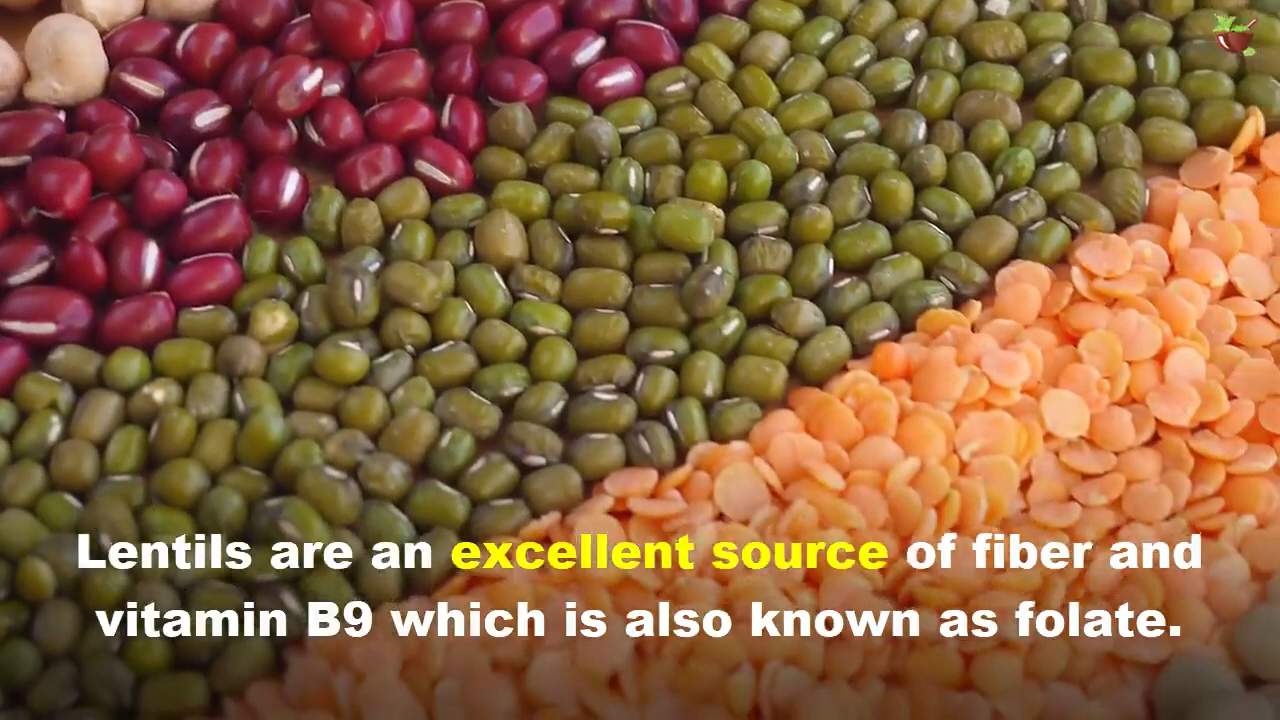 Lentils are an excellent source of fiber and
vitamin B9 which is also known as folate.